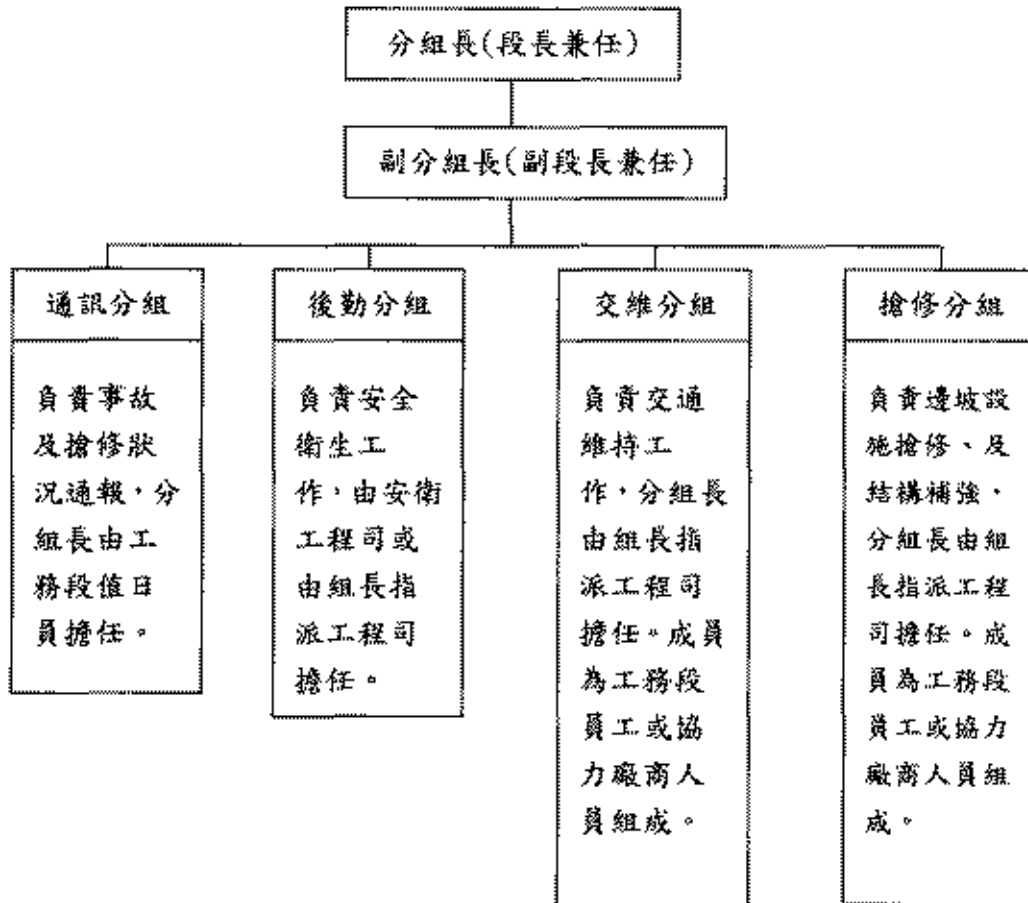 分組長(段長兼任)
副分組長(副段長兼任)
通訊分組
負責事故
及搶修狀
況通報，分
組長由工
務段值日
員擔任。
後勤分組
負責安全
衛生工
作，由安衛
工程司或
由組長指
派工程司
擔任。
交維分組
負責交通
維持工
作，分組長
由組長指
派工程司
擔任。成員
為工務段
員工或協
力廠商人
員組成。
搶修分組
負責邊坡設
施搶修、及
結構補強，
分組長由組
長指派工程
司擔任。成
員為工務段
員工或協力
廠商人員組
成。